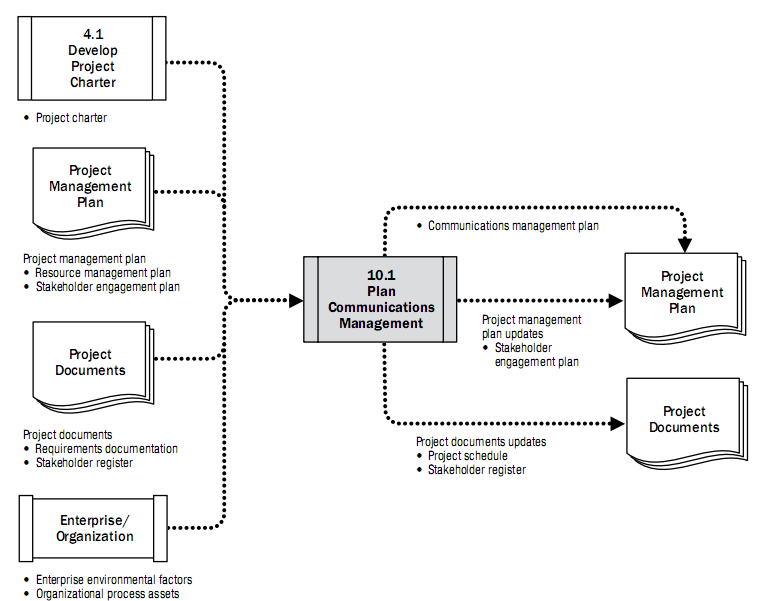 4.1
Develop
Project
Charter
• Project charter
Project
Management
Plan
Project management plan
• Resource management plan
• Stakeholder engagement plan
Project
Documents
Project documents
• Requirements documentation
• Stakeholder register
Enterprise/
Organization
• Enterprise environmental factors
• Organizational process assets
10.1
Plan
Communications
Management
• Communications management plan
Project
Management
Plan
Project management
plan updates
• Stakeholder
engagement plan
Project
Documents
Project documents updates
• Project schedule
• Stakeholder register